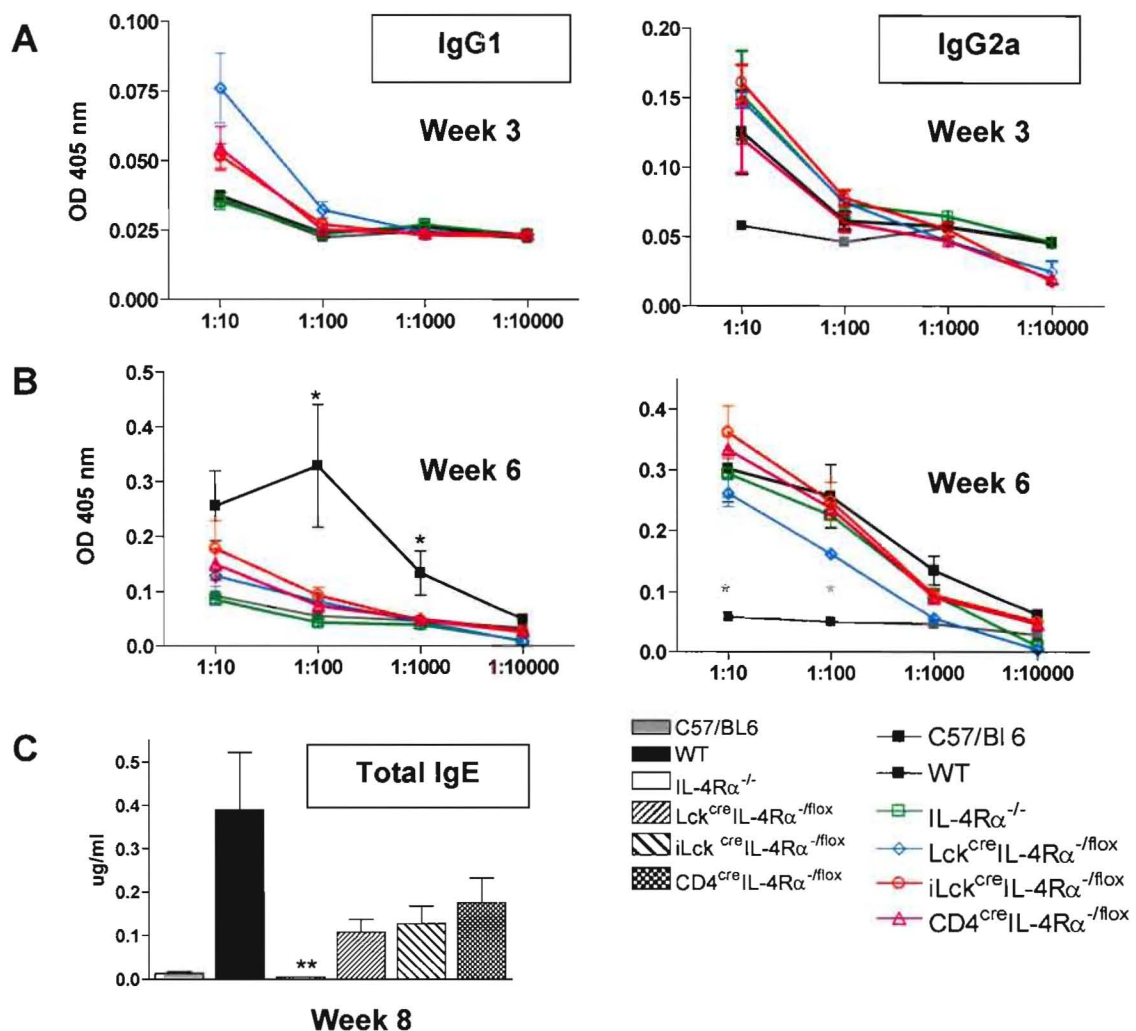 A
IgG1
Week 3
OD 405 nm
0.100
0.075
0.050
0.025
0.000
1:10 1:100 1:1000 1:10000
IgG2a
Week 3
0.20
0.15
0.10
0.05
0.00
1:10 1:100 1:1000 1:10000
B
Week 6
OD 405 nm
0.5
0.4
0.3
0.2
0.1
0.0
* *
1:10 1:100 1:1000 1:10000
Week 6
0.4
0.3
0.2
0.1
0.0
* *
1:10 1:100 1:1000 1:10000
C
Total IgE
ug/ml
0.5
0.4
0.3
0.2
0.1
0.0
**
Week 8
C57/BL6
WT
IL-4Rα-/-
LckcreIL-4Rα-/flox
iLck creIL-4Rα-/flox
CD4creIL-4Rα-/flox
C57/Bl 6
WT
IL-4Rα-/-
LckcreIL-4Rα-/flox
iLckcreIL-4Rα-/flox
CD4creIL-4Rα-/flox